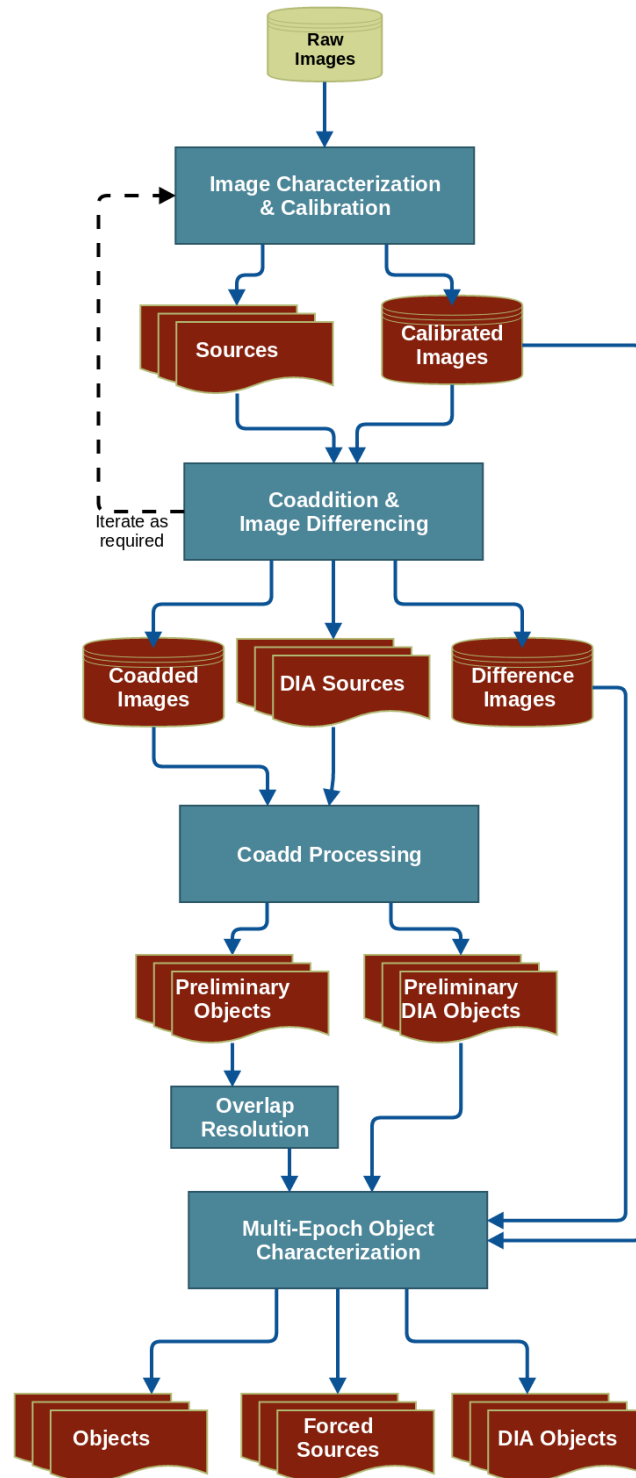 Raw
Images
Image Characterization
& Calibration
Sources
Calibrated
Images
Coaddition &
Image Differencing
Iterate as
required
Coadded
Images
DIA Sources
Difference
Images
Coadd Processing
Preliminary
Objects
Preliminary
DIA Objects
Overlap
Resolution
Multi-Epoch Object
Characterization
Objects
Forced
Sources
DIA Objects